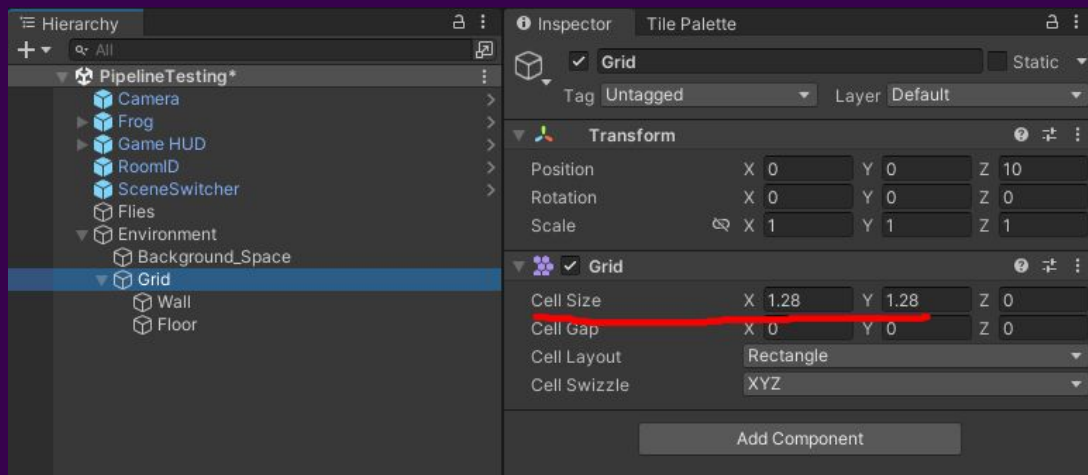 Hierarchy
All
PipelineTesting*
Camera
Frog
Game HUD
RoomID
SceneSwitcher
Flies
Environment
Background_Space
Grid
Wall
Floor
Inspector Tile Palette
Grid Static
Tag Untagged Layer Default
Transform
Position X 0 Y 0 Z 10
Rotation X 0 Y 0 Z 0
Scale X 1 Y 1 Z 1
Grid
Cell Size X 1.28 Y 1.28 Z 0
Cell Gap X 0 Y 0 Z 0
Cell Layout Rectangle
Cell Swizzle XYZ
Add Component